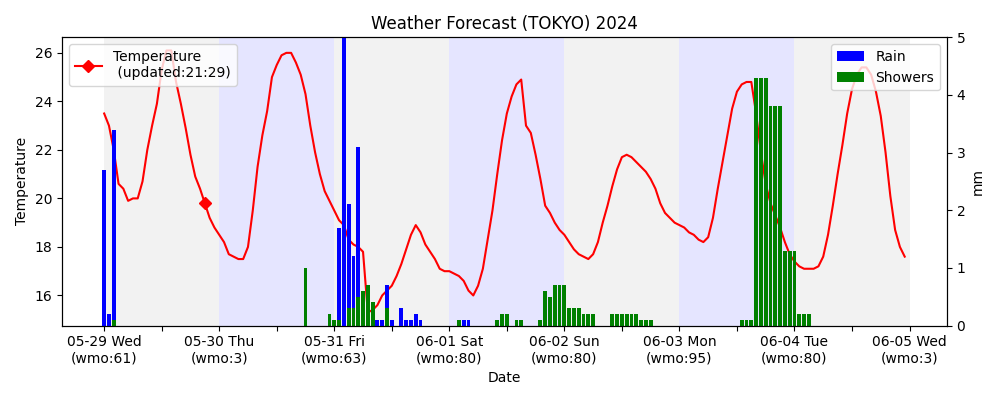 Weather Forecast (TOKYO) 2024
Temperature
(updated:21:29)
Rain
Showers
26
24
22
20
18
16
Temperature
5
4
3
2
1
0
mm
05-29 Wed
(wmo:61)
05-30 Thu
(wmo:3)
05-31 Fri
(wmo:63)
06-01 Sat
(wmo:80)
06-02 Sun
(wmo:80)
06-03 Mon
(wmo:95)
06-04 Tue
(wmo:80)
06-05 Wed
(wmo:3)
Date